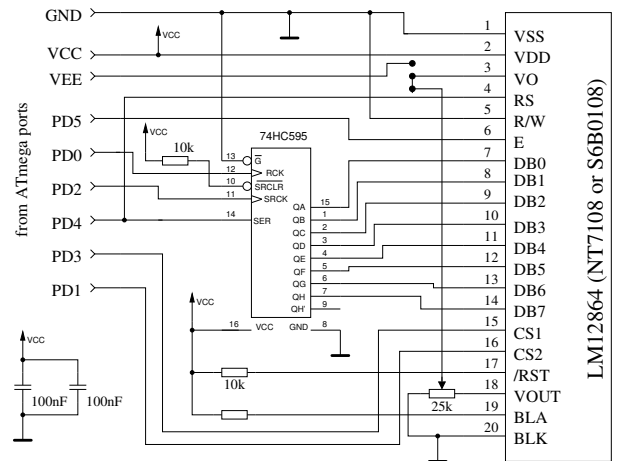 GND
VCC
VCC
VEE
PD5
PD0
PD2
PD4
PD3
PD1
from ATmega ports
VCC
10k
74HC595
13 G
12 RCK
10 SRCLR
11 SRCK
14 SER
QA 15
QB 1
QC 2
QD 3
QE 4
QF 5
QG 6
QH 7
QH' 9
16 VCC GND 8
VCC
10k
VCC
100nF 100nF
25k
1 VSS
2 VDD
3 VO
4 RS
5 R/W
6 E
7 DB0
8 DB1
9 DB2
10 DB3
11 DB4
12 DB5
13 DB6
14 DB7
15 CS1
16 CS2
17 /RST
18 VOUT
19 BLA
20 BLK
LM12864 (NT7108 or S6B0108)